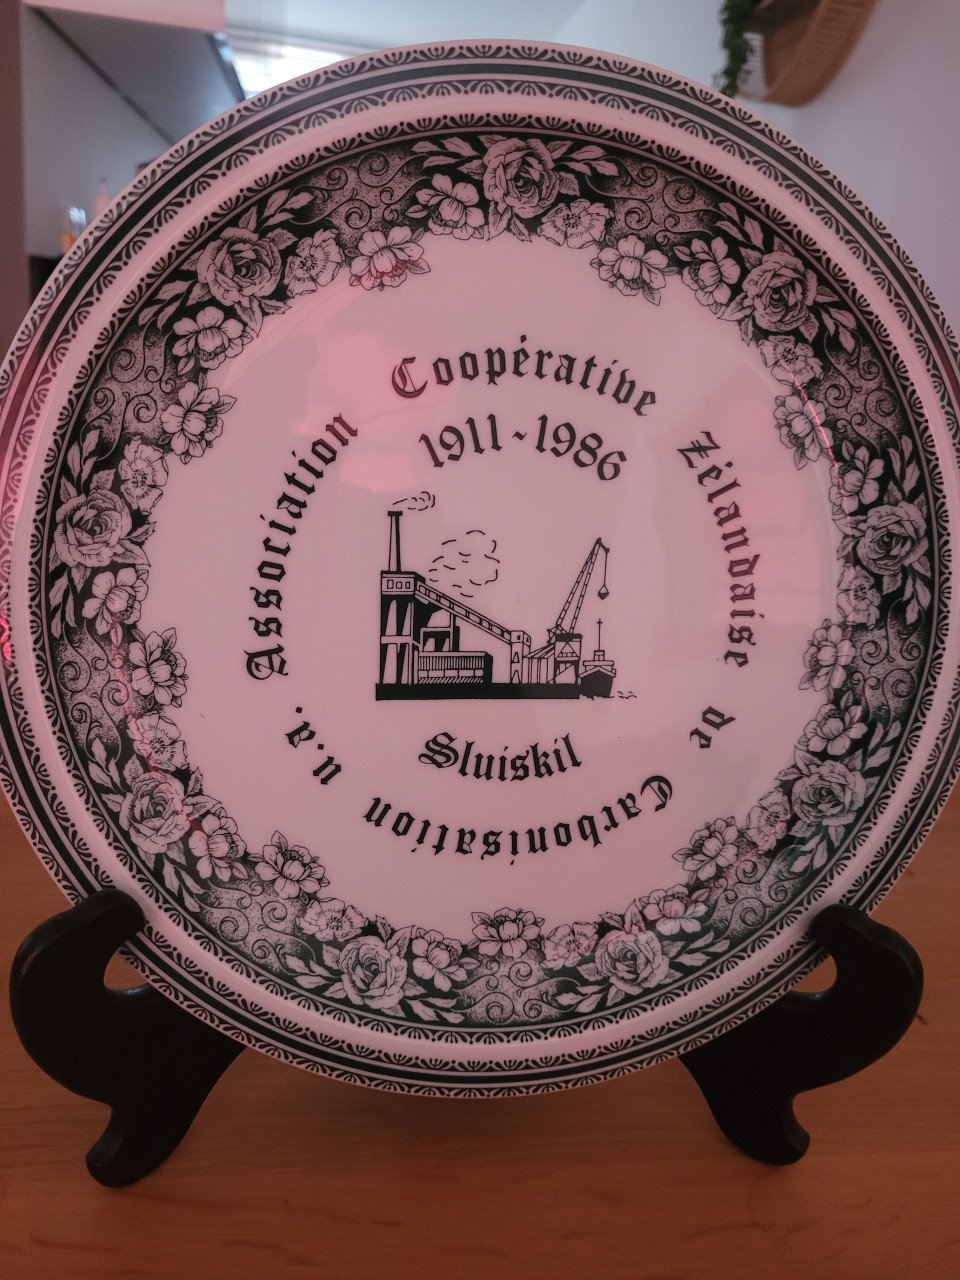 Association Coopérative Zélandaise de Carbonisation n.a.
1911-1986
Sluiskil